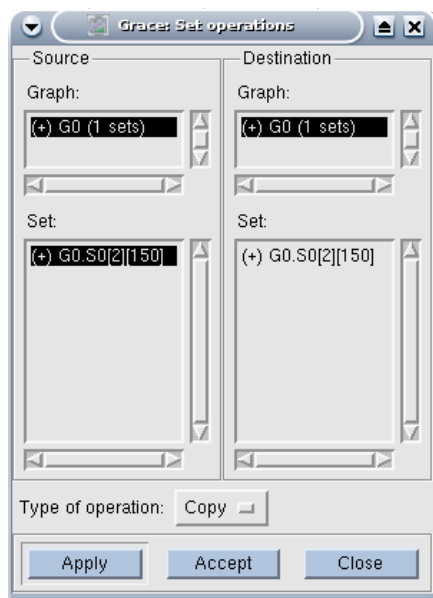 Grace: Set operations
Source
Destination
Graph:
Graph:
(+) G0 (1 sets)
(+) G0 (1 sets)
Set:
Set:
(+) G0.S0[2][150]
(+) G0.S0[2][150]
Type of operation: Copy
Apply Accept Close